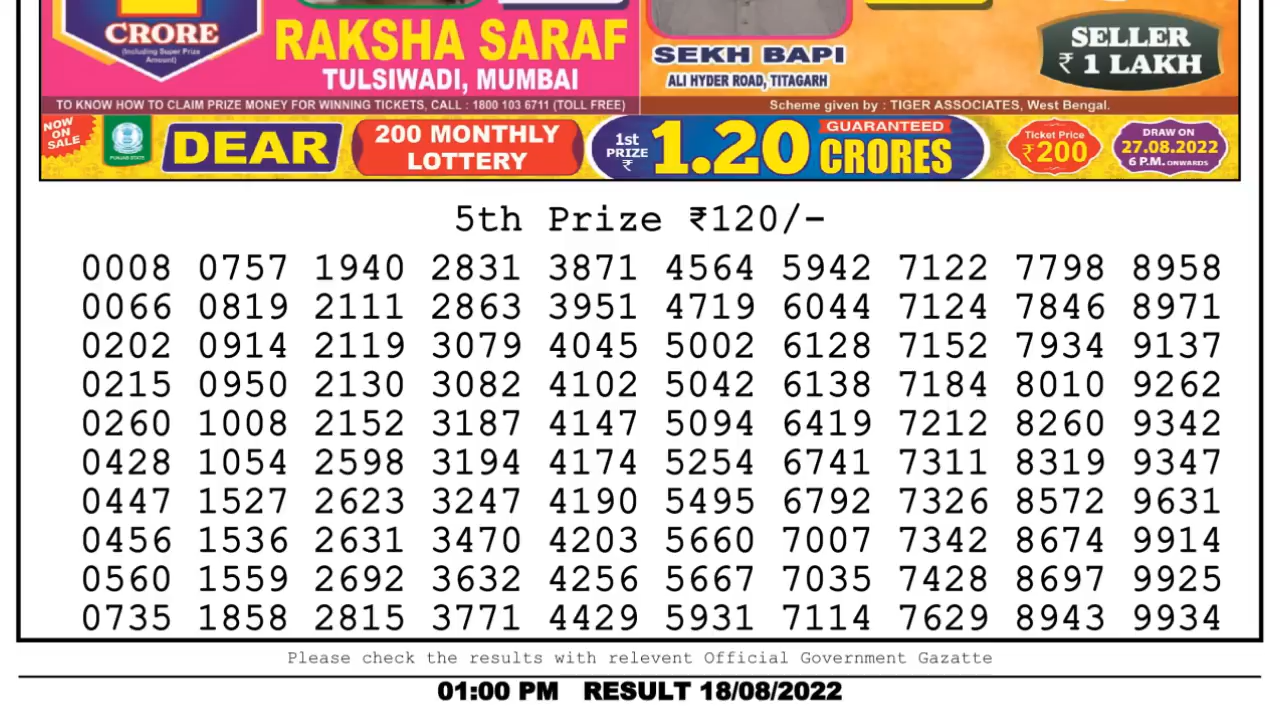 CRORE
(Including Super Prize
Amount)
RAKSHA SARAF
TULSIWADI, MUMBAI
SEKH BAPI
ALI HYDER ROAD, TITAGARH
SELLER
₹ 1 LAKH
TO KNOW HOW TO CLAIM PRIZE MONEY FOR WINNING TICKETS, CALL : 1800 103 6711 (TOLL FREE)
Scheme given by : TIGER ASSOCIATES, West Bengal.
NOW
ON
SALE
PUNJAB STATE
DEAR
200 MONTHLY
LOTTERY
1st
PRIZE
₹
1.20
GUARANTEED
CRORES
Ticket Price
₹200
DRAW ON
27.08.2022
6 P.M. ONWARDS
5th Prize ₹120/-
0008 0757 1940 2831 3871 4564 5942 7122 7798 8958
0066 0819 2111 2863 3951 4719 6044 7124 7846 8971
0202 0914 2119 3079 4045 5002 6128 7152 7934 9137
0215 0950 2130 3082 4102 5042 6138 7184 8010 9262
0260 1008 2152 3187 4147 5094 6419 7212 8260 9342
0428 1054 2598 3194 4174 5254 6741 7311 8319 9347
0447 1527 2623 3247 4190 5495 6792 7326 8572 9631
0456 1536 2631 3470 4203 5660 7007 7342 8674 9914
0560 1559 2692 3632 4256 5667 7035 7428 8697 9925
0735 1858 2815 3771 4429 5931 7114 7629 8943 9934
Please check the results with relevent Official Government Gazatte
01:00 PM RESULT 18/08/2022